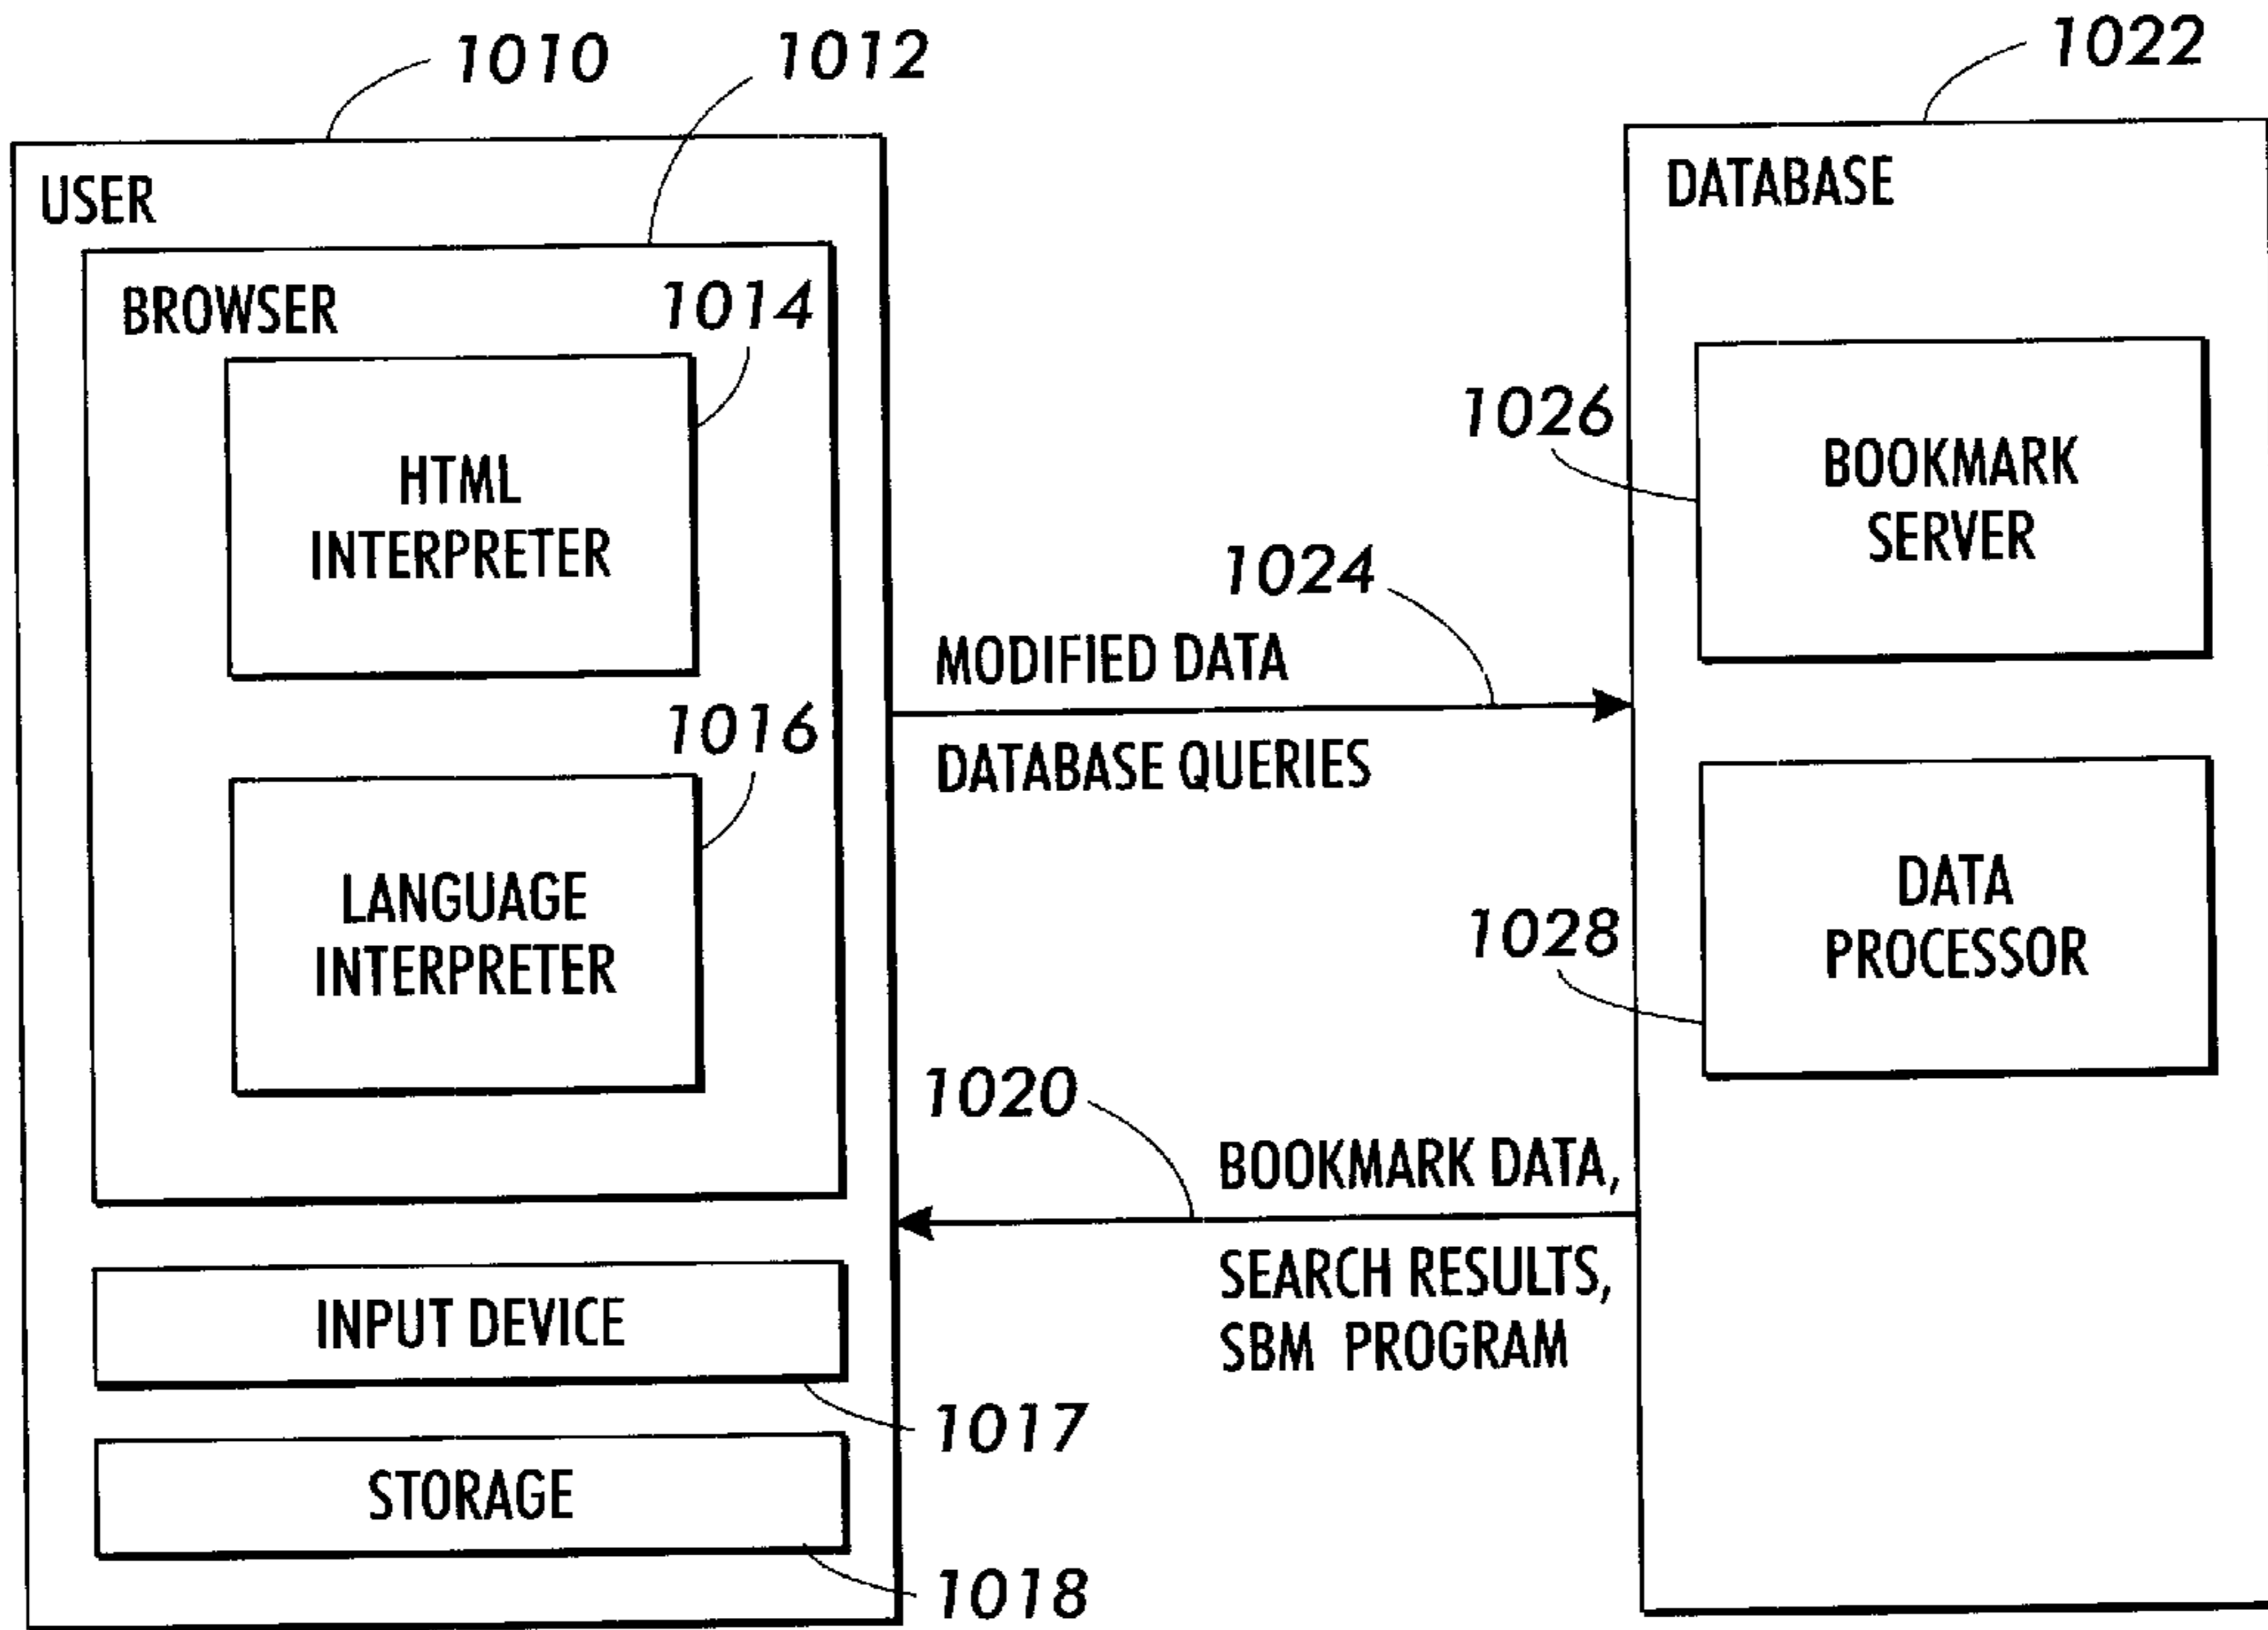 1010
1012
1022
USER
DATABASE
BROWSER
1014
HTML
INTERPRETER
1026
BOOKMARK
SERVER
1024
MODIFIED DATA
DATABASE QUERIES
1016
LANGUAGE
INTERPRETER
1028
DATA
PROCESSOR
1020
BOOKMARK DATA,
SEARCH RESULTS,
SBM PROGRAM
INPUT DEVICE
1017
STORAGE
1018